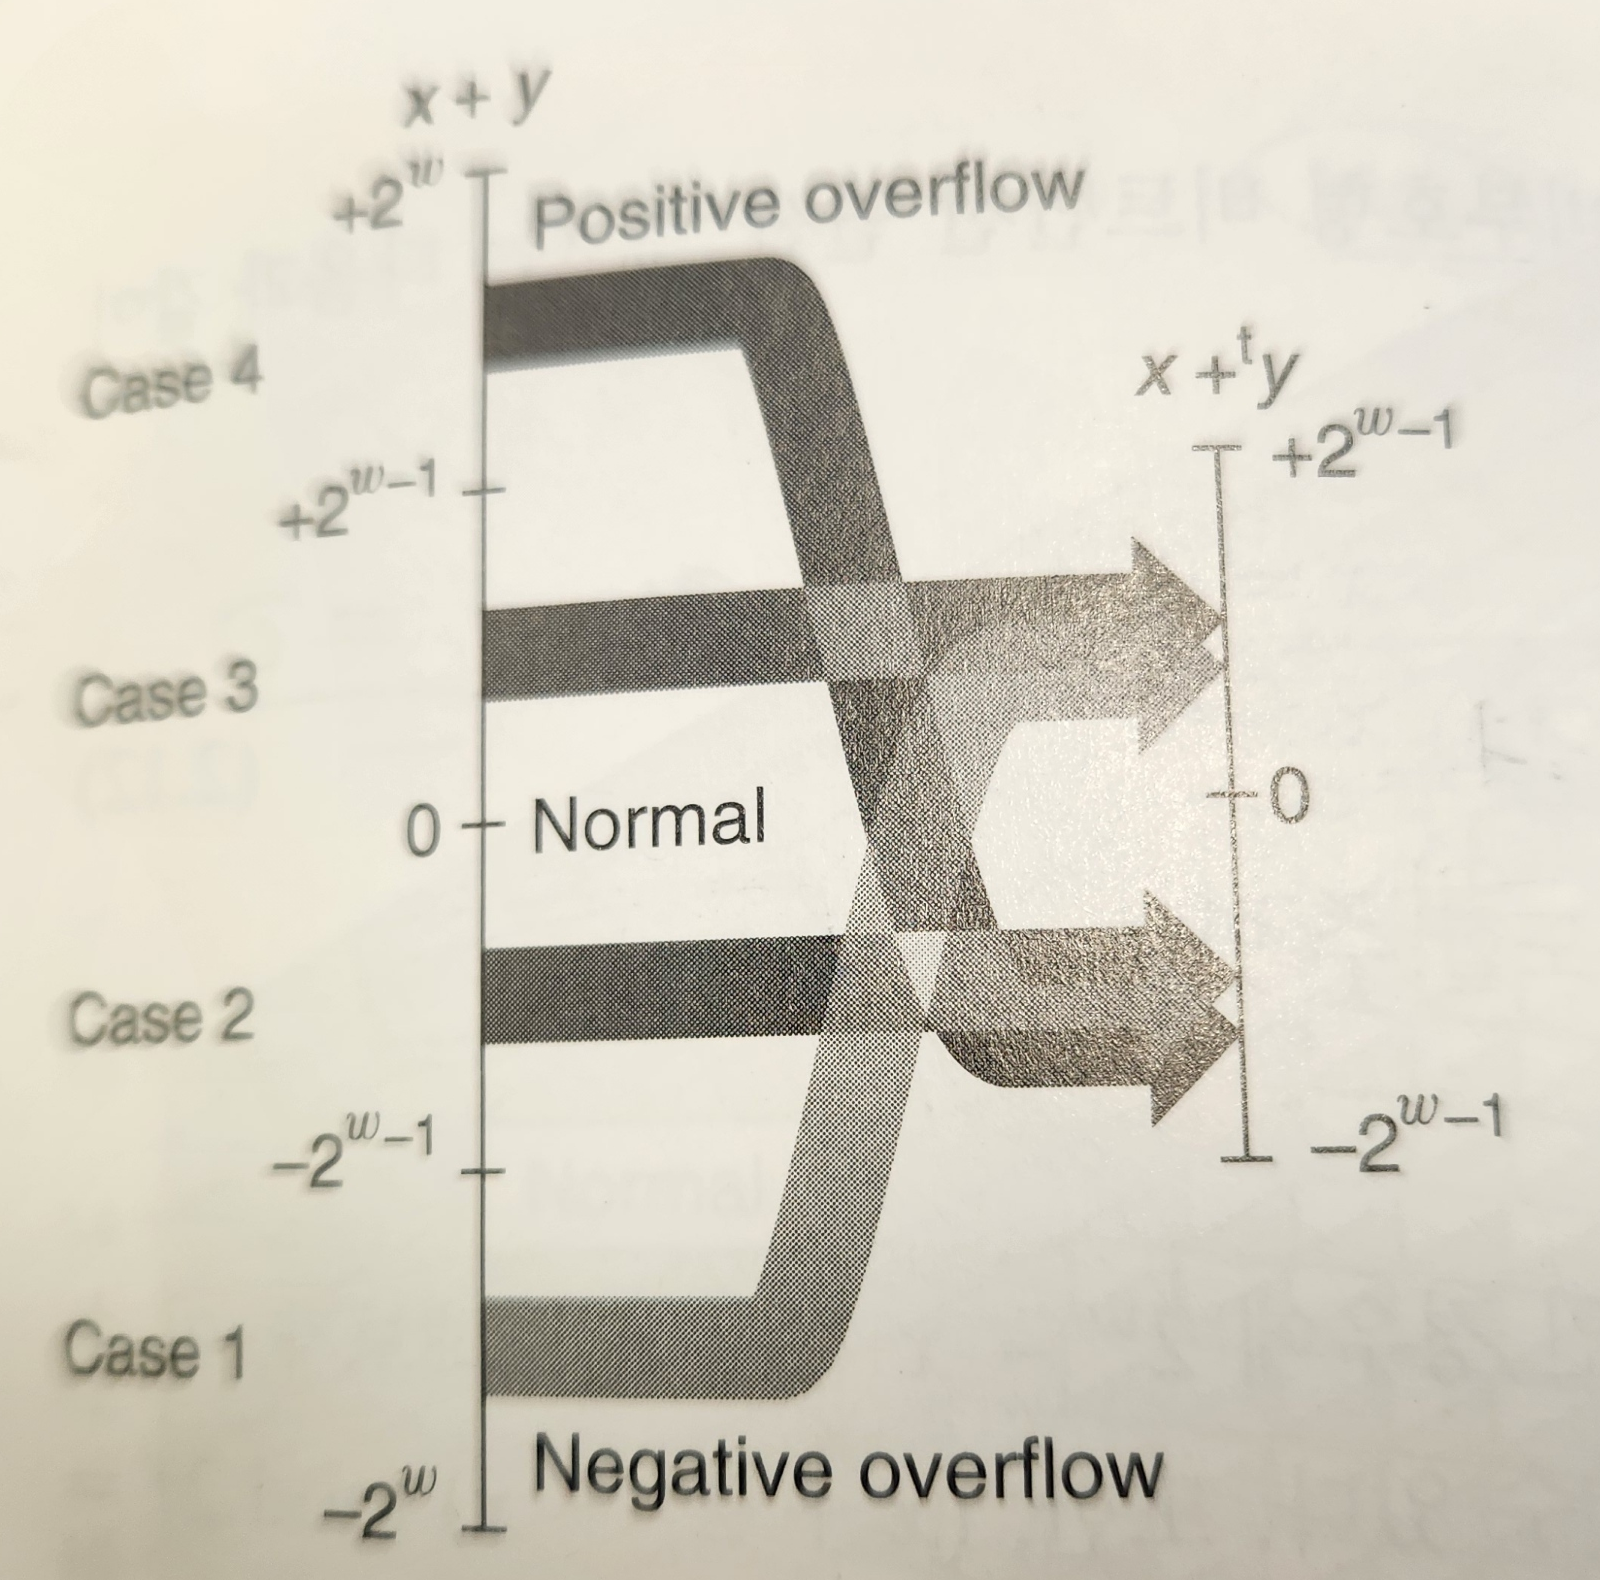 x + y
+2^w
Positive overflow
Case 4
x +^t y
+2^{w–1}
+2^{w–1}
Case 3
0
Normal
0
Case 2
–2^{w–1}
–2^{w–1}
Case 1
Negative overflow
–2^w